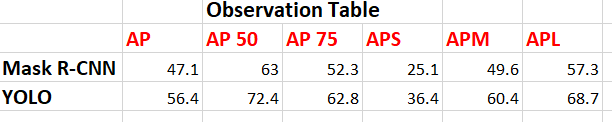 Observation Table
AP AP 50 AP 75 APS APM APL
Mask R-CNN 47.1 63 52.3 25.1 49.6 57.3
YOLO 56.4 72.4 62.8 36.4 60.4 68.7